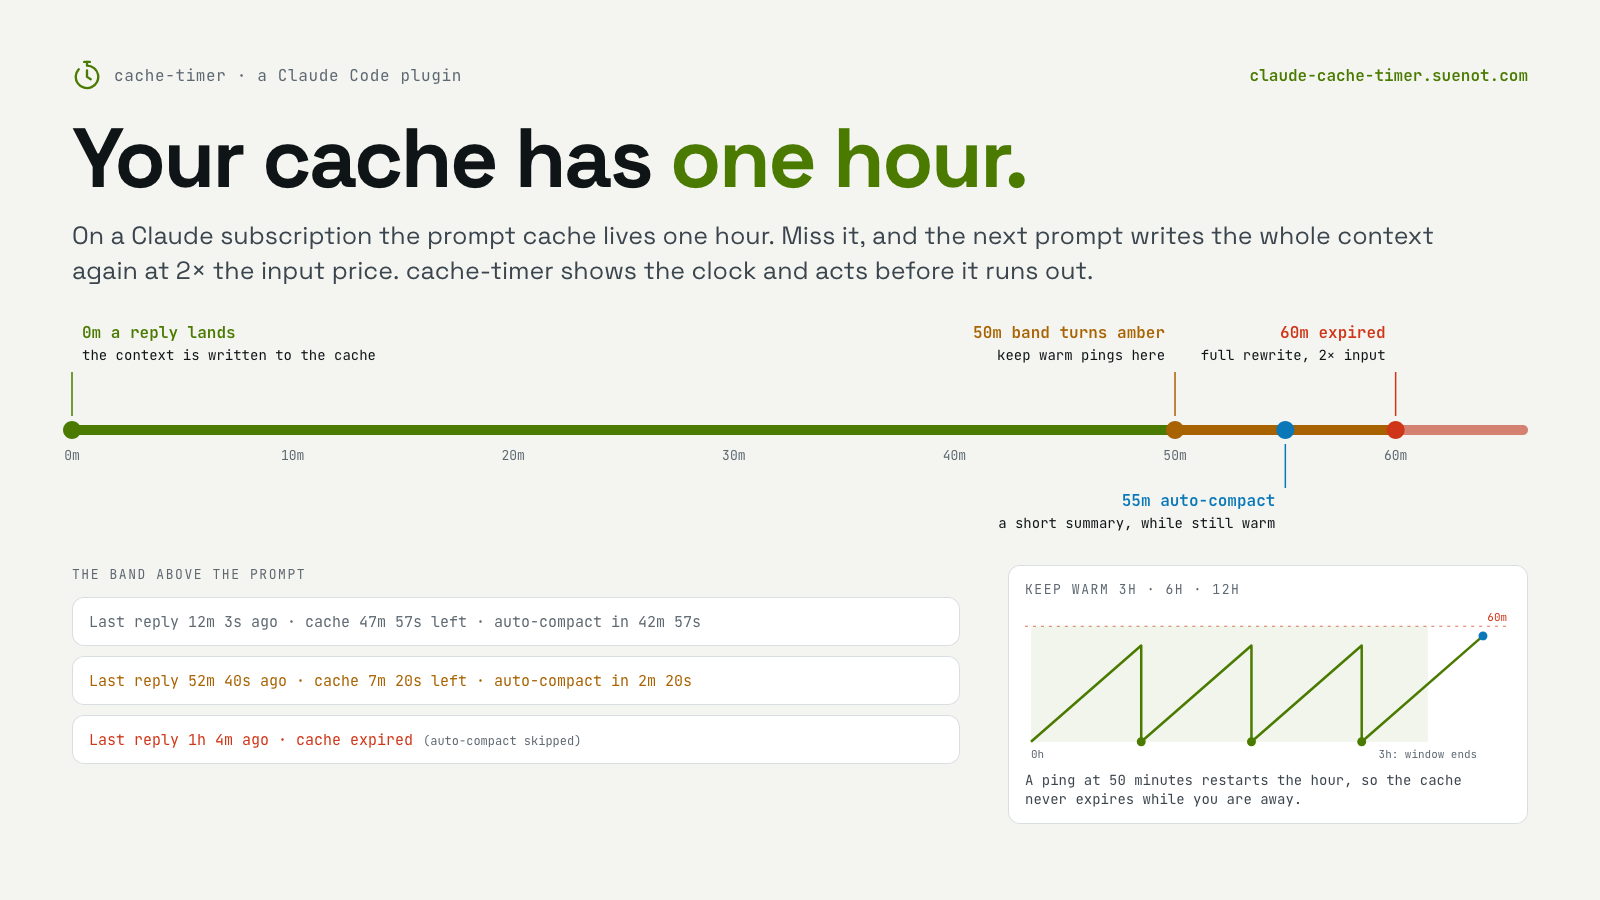 cache-timer · a Claude Code plugin
claude-cache-timer.suenot.com
Your cache has one hour.
On a Claude subscription the prompt cache lives one hour. Miss it, and the next prompt writes the whole context
again at 2× the input price. cache-timer shows the clock and acts before it runs out.
0m a reply lands
the context is written to the cache
50m band turns amber
keep warm pings here
60m expired
full rewrite, 2× input
0m
10m
20m
30m
40m
50m
60m
55m auto-compact
a short summary, while still warm
THE BAND ABOVE THE PROMPT
Last reply 12m 3s ago · cache 47m 57s left · auto-compact in 42m 57s
Last reply 52m 40s ago · cache 7m 20s left · auto-compact in 2m 20s
Last reply 1h 4m ago · cache expired (auto-compact skipped)
KEEP WARM 3H · 6H · 12H
60m
0h
3h: window ends
A ping at 50 minutes restarts the hour, so the cache
never expires while you are away.